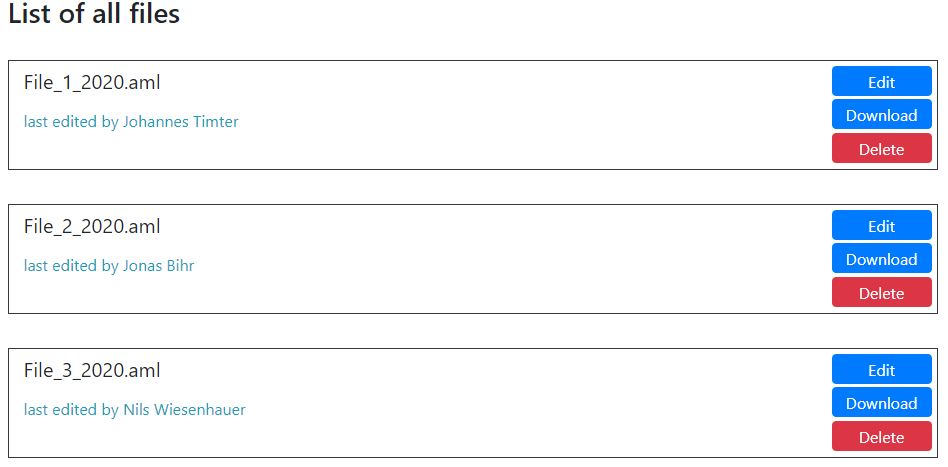 List of all files
File_1_2020.aml
Edit
last edited by Johannes Timter
Download
Delete
File_2_2020.aml
Edit
last edited by Jonas Bihr
Download
Delete
File_3_2020.aml
Edit
last edited by Nils Wiesenhauer
Download
Delete